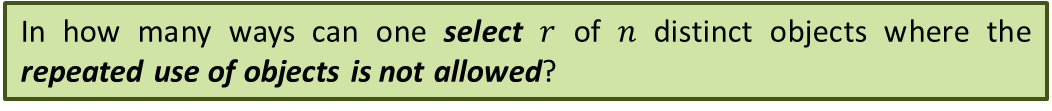 In how many ways can one select r of n distinct objects where the
repeated use of objects is not allowed?